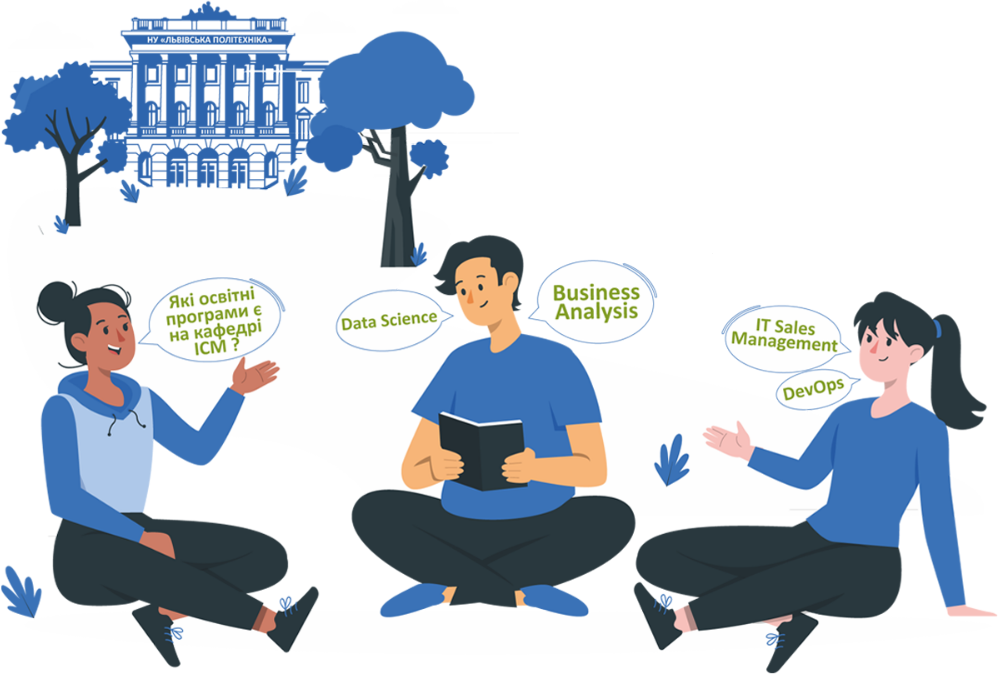 НУ «ЛЬВІВСЬКА ПОЛІТЕХНІКА»
Які освітні
програми є
на кафедрі
ІСМ ?
Data Science
Business
Analysis
IT Sales
Management
DevOps